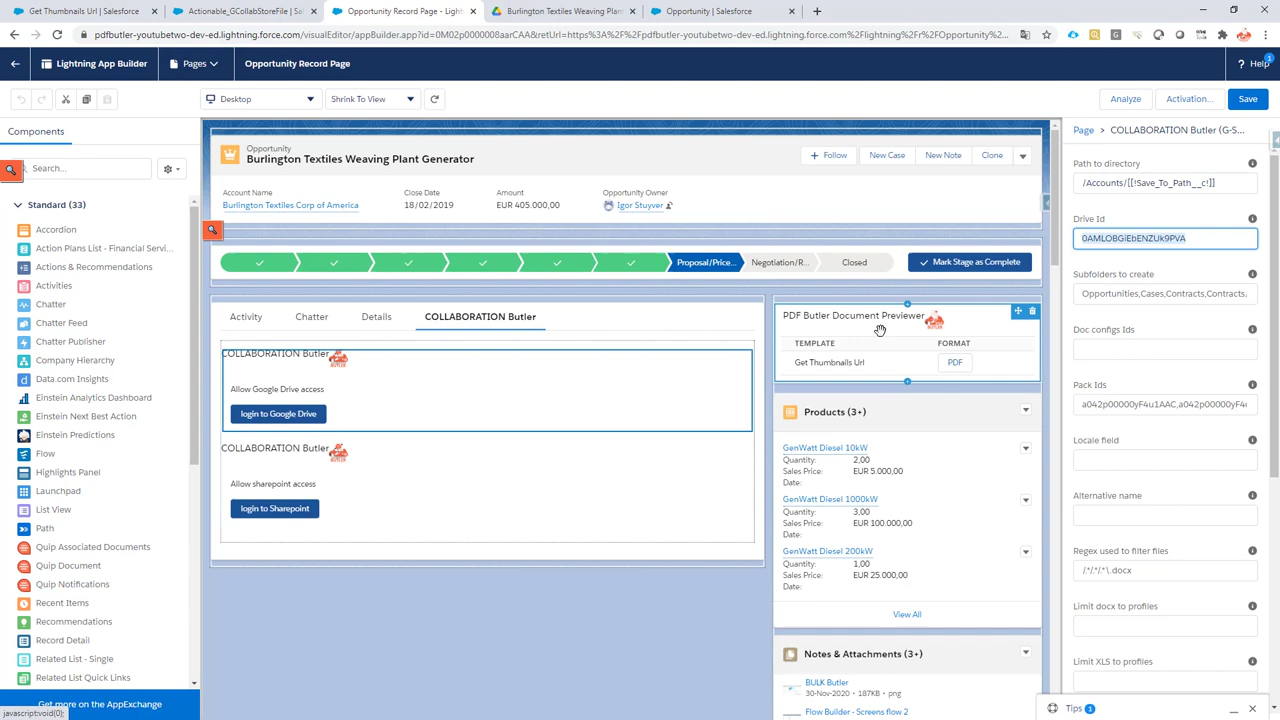 Get Thumbnails Url | Salesforce
Actionable_GCollabStoreFile | Sal
Opportunity Record Page - Light
Burlington Textiles Weaving Plant
Opportunity | Salesforce
pdfbutler-youtubetwo-dev-ed.lightning.force.com/visualEditor/appBuilder.app?id=0M02p0000008arCAA&retUrl=https%3A%2F%2Fpdfbutler-youtubetwo-dev-ed.lightning.force.com%2Flightning%2Fr%2FOpportunity%2...
Lightning App Builder
Pages
Opportunity Record Page
? Help
1
Desktop
Shrink To View
Analyze
Activation...
Save
Components
Search...
Standard (33)
Accordion
Action Plans List - Financial Servi...
Actions & Recommendations
Activities
Chatter
Chatter Feed
Chatter Publisher
Company Hierarchy
Data.com Insights
Einstein Analytics Dashboard
Einstein Next Best Action
Einstein Predictions
Flow
Highlights Panel
Launchpad
List View
Path
Quip Associated Documents
Quip Document
Quip Notifications
Recent Items
Recommendations
Record Detail
Related List - Single
Related List Quick Links
Get more on the AppExchange
javascript:void(0);
Opportunity
Burlington Textiles Weaving Plant Generator
+ Follow
New Case
New Note
Clone
Account Name
Close Date
Amount
Opportunity Owner
Burlington Textiles Corp of America
18/02/2019
EUR 405.000,00
Igor Stuyver
Proposal/Price...
Negotiation/R...
Closed
Mark Stage as Complete
Activity
Chatter
Details
COLLABORATION Butler
COLLABORATION Butler
BUTLER
Allow Google Drive access
login to Google Drive
COLLABORATION Butler
BUTLER
Allow sharepoint access
login to Sharepoint
PDF Butler Document Previewer
BUTLER
TEMPLATE
FORMAT
Get Thumbnails Url
PDF
Products (3+)
GenWatt Diesel 10kW
Quantity: 2,00
Sales Price: EUR 5.000,00
Date:
GenWatt Diesel 1000kW
Quantity: 3,00
Sales Price: EUR 100.000,00
Date:
GenWatt Diesel 200kW
Quantity: 1,00
Sales Price: EUR 25.000,00
Date:
View All
Notes & Attachments (3+)
BULK Butler
30-Nov-2020 • 187KB • png
Flow Builder - Screens flow 2
Page > COLLABORATION Butler (G-S...
Path to directory
/Accounts/[[!Save_To_Path__c!]]
Drive Id
0AMLOBGiEbENZUk9PVA
Subfolders to create
Opportunities,Cases,Contracts,Contracts.
Doc configs Ids
Pack Ids
a042p00000yF4u1AAC,a042p00000yF4u
Locale field
Alternative name
Regex used to filter files
/.*/.*/.*\.docx
Limit docx to profiles
Limit XLS to profiles
Tips 1